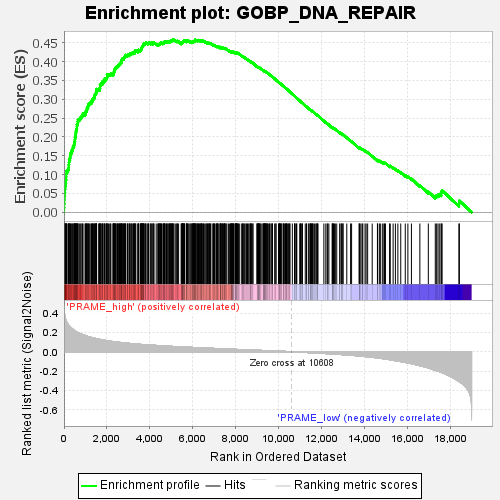 Enrichment plot: GOBP_DNA_REPAIR
Enrichment score (ES)
0.45
0.40
0.35
0.30
0.25
0.20
0.15
0.10
0.05
0.00
Ranked list metric (Signal2Noise)
'PRAME_high' (positively correlated)
0.4
0.2
0.0
-0.2
-0.4
-0.6
Zero cross at 10608
'PRAME_low' (negatively correlated)
0
2,000
4,000
6,000
8,000
10,000
12,000
14,000
16,000
18,000
Rank in Ordered Dataset
Enrichment profile
Hits
Ranking metric scores